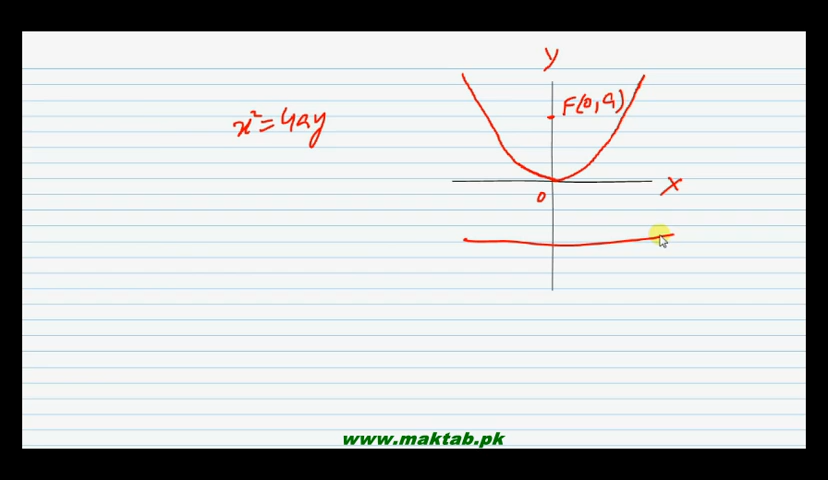 y
F(0, a)
x² = 4ay
X
0
www.maktab.pk